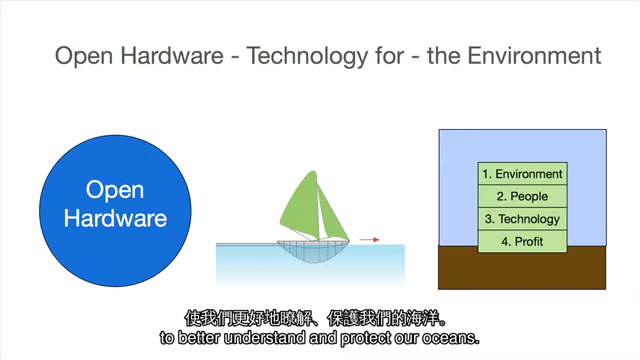 Open Hardware - Technology for - the Environment
Open
Hardware
1. Environment
2. People
3. Technology
4. Profit
使我們更好地瞭解、保護我們的海洋。
to better understand and protect our oceans.